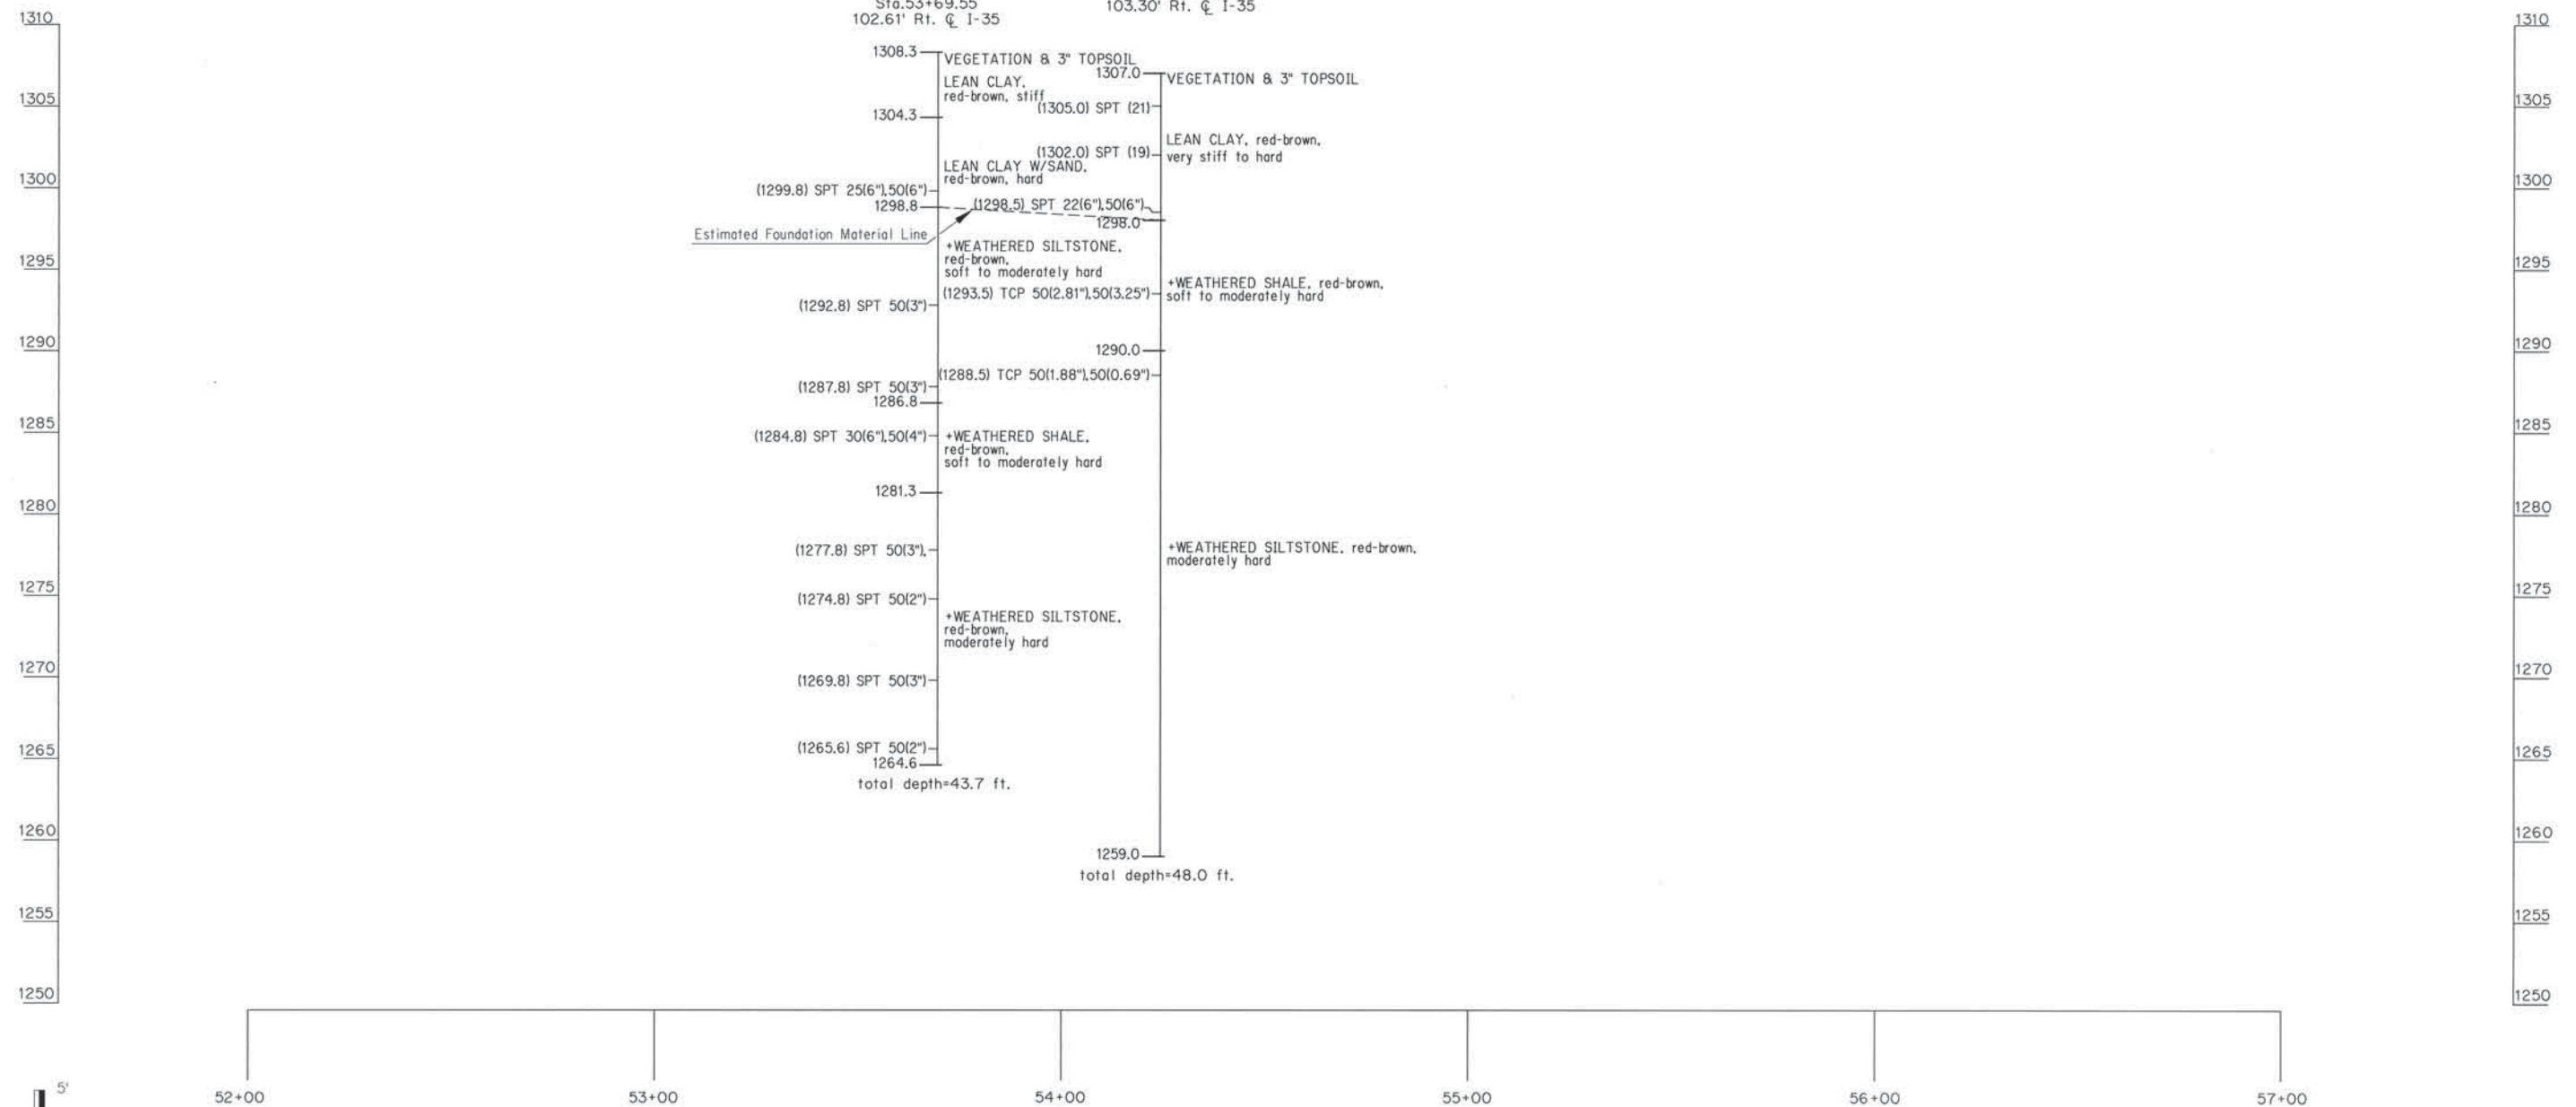 Sta.53+69.55
102.61' Rt. ℄ I-35
103.30' Rt. ℄ I-35
1310
1305
1300
1295
1290
1285
1280
1275
1270
1265
1260
1255
1250
1308.3
VEGETATION & 3" TOPSOIL
LEAN CLAY,
red-brown, stiff
1304.3
LEAN CLAY W/SAND,
red-brown, hard
(1299.8) SPT 25(6"),50(6")
1298.8
Estimated Foundation Material Line
+WEATHERED SILTSTONE,
red-brown,
soft to moderately hard
(1292.8) SPT 50(3")
(1287.8) SPT 50(3")
1286.8
(1284.8) SPT 30(6"),50(4")
+WEATHERED SHALE,
red-brown,
soft to moderately hard
1281.3
(1277.8) SPT 50(3"),
(1274.8) SPT 50(2")
+WEATHERED SILTSTONE,
red-brown,
moderately hard
(1269.8) SPT 50(3")
(1265.6) SPT 50(2")
1264.6
total depth=43.7 ft.
1307.0
VEGETATION & 3" TOPSOIL
(1305.0) SPT (21)
LEAN CLAY, red-brown,
very stiff to hard
(1302.0) SPT (19)
(1298.5) SPT 22(6"),50(6")
1298.0
+WEATHERED SHALE, red-brown,
soft to moderately hard
(1293.5) TCP 50(2.81"),50(3.25")
1290.0
(1288.5) TCP 50(1.88"),50(0.69")
+WEATHERED SILTSTONE, red-brown,
moderately hard
1259.0
total depth=48.0 ft.
1310
1305
1300
1295
1290
1285
1280
1275
1270
1265
1260
1255
1250
5'
52+00
53+00
54+00
55+00
56+00
57+00